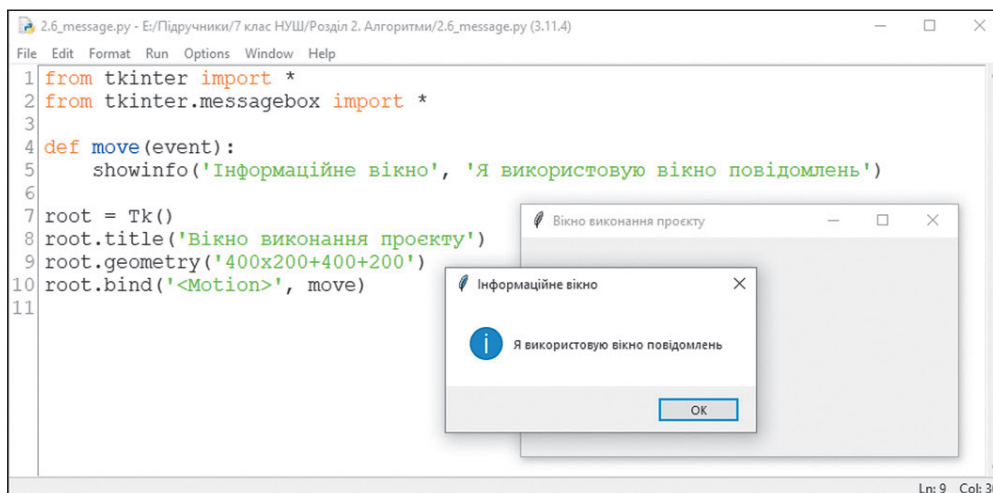 2.6_message.py - E:/Підручники/7 клас НУШ/Розділ 2. Алгоритми/2.6_message.py (3.11.4)
File Edit Format Run Options Window Help
1 from tkinter import *
2 from tkinter.messagebox import *
3
4 def move(event):
5     showinfo('Інформаційне вікно', 'Я використовую вікно повідомлень')
6
7 root = Tk()
8 root.title('Вікно виконання проєкту')
9 root.geometry('400x200+400+200')
10 root.bind('<Motion>', move)
11
Вікно виконання проєкту
Інформаційне вікно
i
Я використовую вікно повідомлень
OK
Ln: 9 Col: